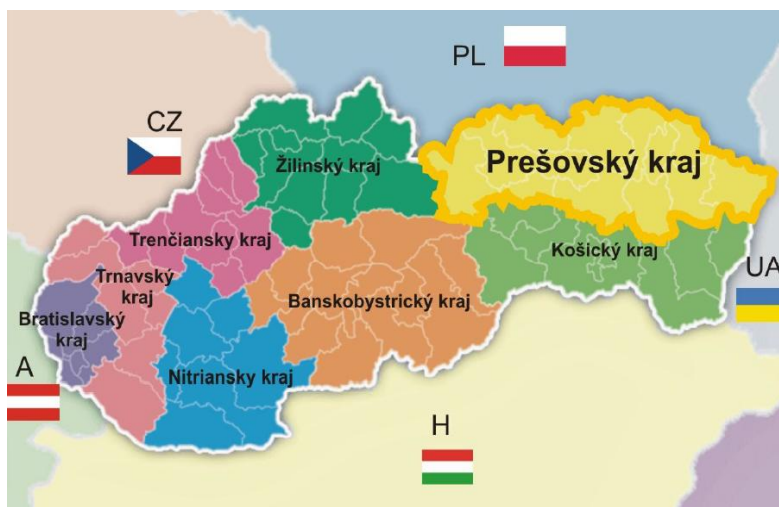 PL
CZ
Prešovský kraj
Žilinský kraj
Trenčiansky kraj
Košický kraj
UA
Trnavský
kraj
Banskobystrický kraj
Bratislavský
kraj
A
Nitriansky kraj
H